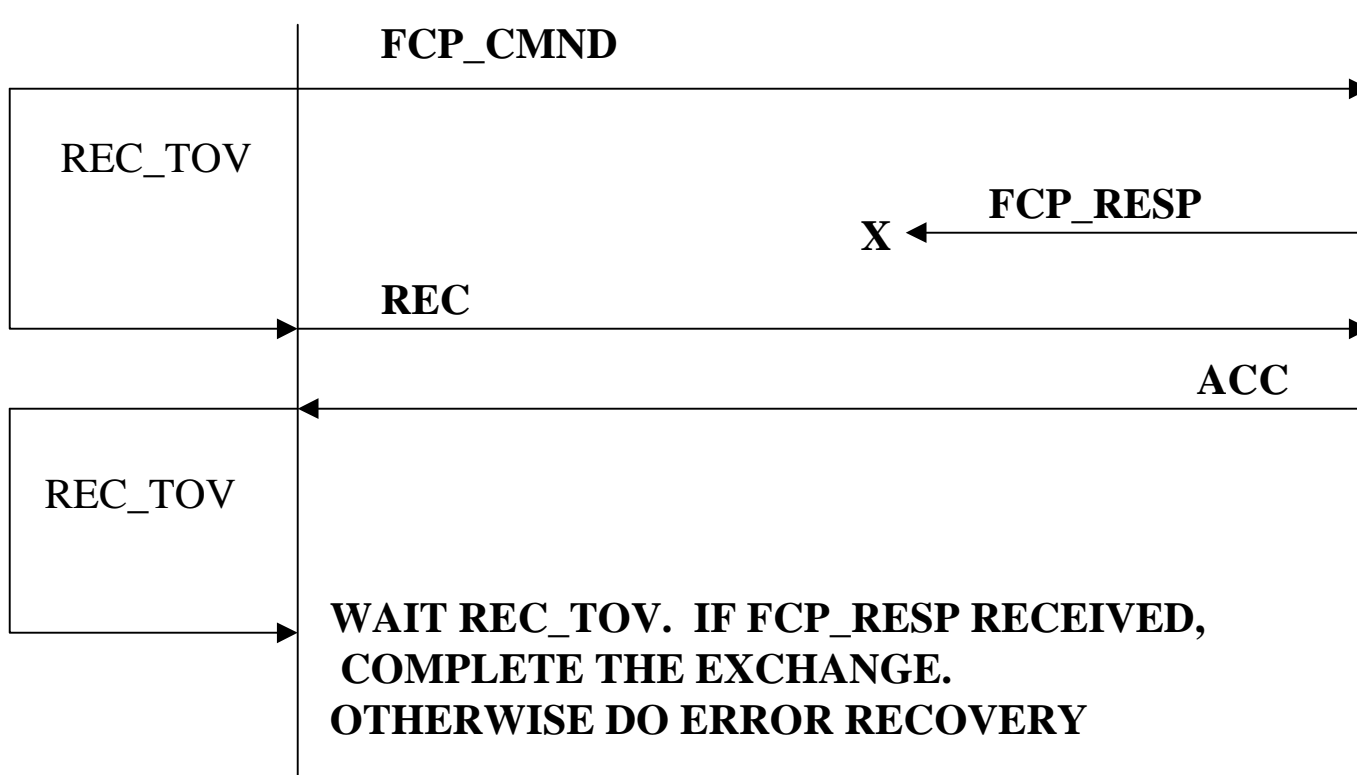 FCP_CMND
REC_TOV
FCP_RESP
X
REC
ACC
REC_TOV
WAIT REC_TOV. IF FCP_RESP RECEIVED,
COMPLETE THE EXCHANGE.
OTHERWISE DO ERROR RECOVERY